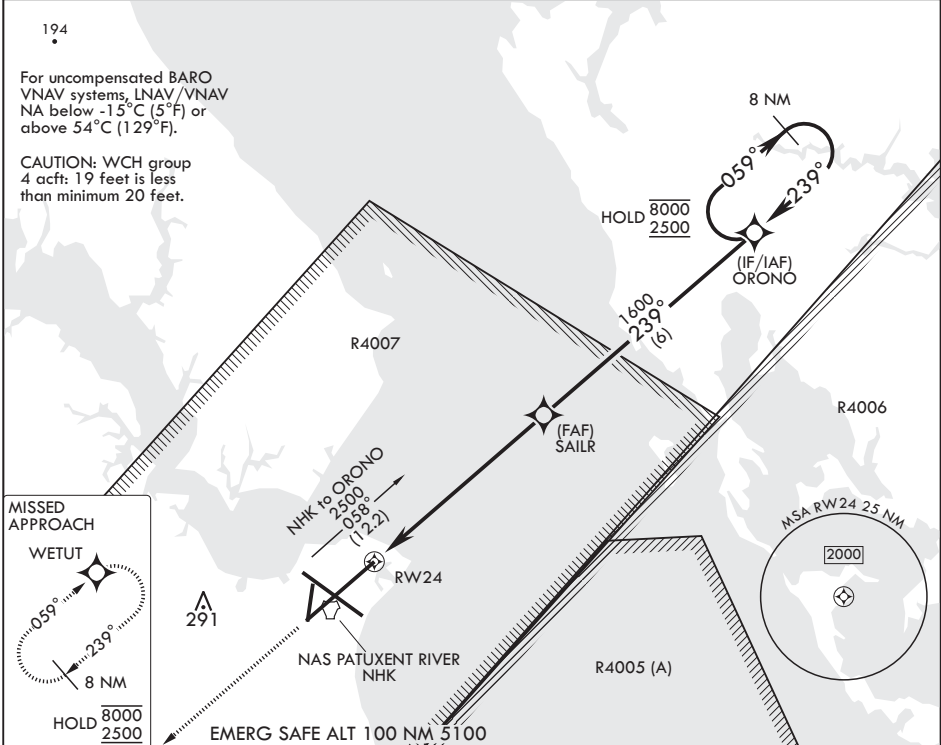 194
For uncompensated BARO
VNAV systems, LNAV/VNAV
NA below -15°C (5°F) or
above 54°C (129°F).
CAUTION: WCH group
4 acft: 19 feet is less
than minimum 20 feet.
8 NM
059°
239°
HOLD 8000
2500
(IF/IAF)
ORONO
1600
239°
(6)
R4007
R4006
(FAF)
SAILR
NHK to ORONO
2500
058°
(12.2)
MISSED
APPROACH
WETUT
059°
239°
8 NM
HOLD 8000
2500
291
RW24
NAS PATUXENT RIVER
NHK
MSA RW24 25 NM
2000
R4005 (A)
EMERG SAFE ALT 100 NM 5100